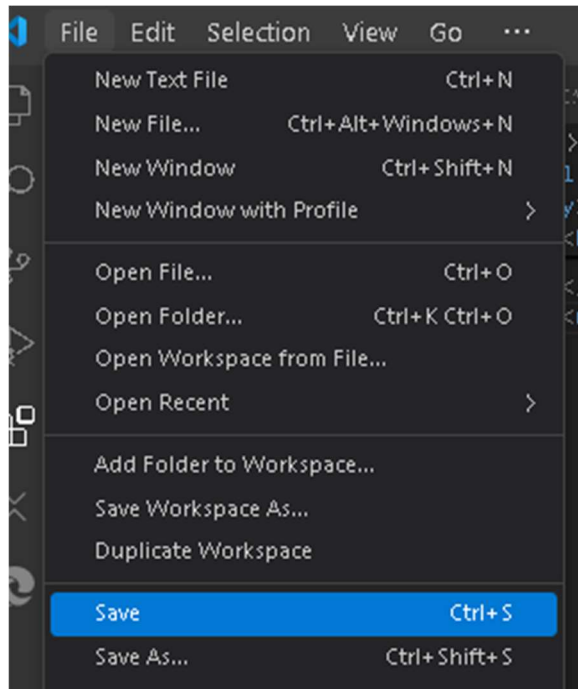 File Edit Selection View Go ...
New Text File Ctrl+N
New File... Ctrl+Alt+Windows+N
New Window Ctrl+Shift+N
New Window with Profile
Open File... Ctrl+O
Open Folder... Ctrl+K Ctrl+O
Open Workspace from File...
Open Recent
Add Folder to Workspace...
Save Workspace As...
Duplicate Workspace
Save Ctrl+S
Save As... Ctrl+Shift+S